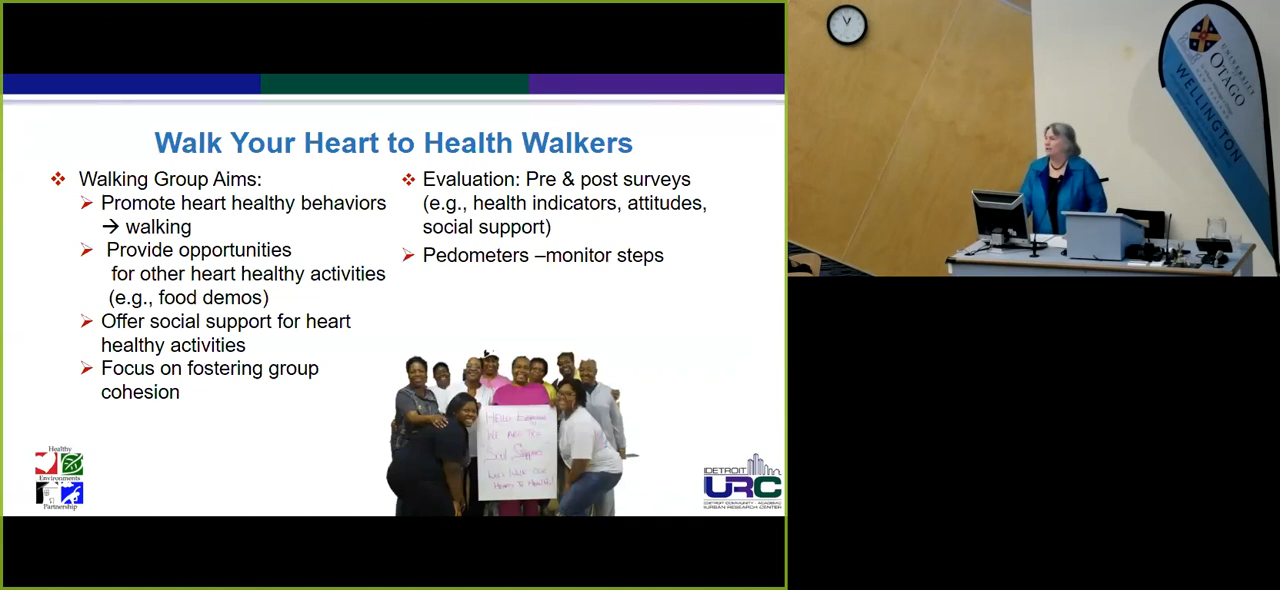 Walk Your Heart to Health Walkers
Walking Group Aims:
Promote heart healthy behaviors
→ walking
Provide opportunities
for other heart healthy activities
(e.g., food demos)
Offer social support for heart
healthy activities
Focus on fostering group
cohesion
Evaluation: Pre & post surveys
(e.g., health indicators, attitudes,
social support)
Pedometers –monitor steps
Hello
We Are
Healthy
Environments
Partnership
DETROIT
URC
DETROIT COMMUNITY - ACADEMIC
URBAN RESEARCH CENTER
UNIVERSITY
OTAGO
WELLINGTON